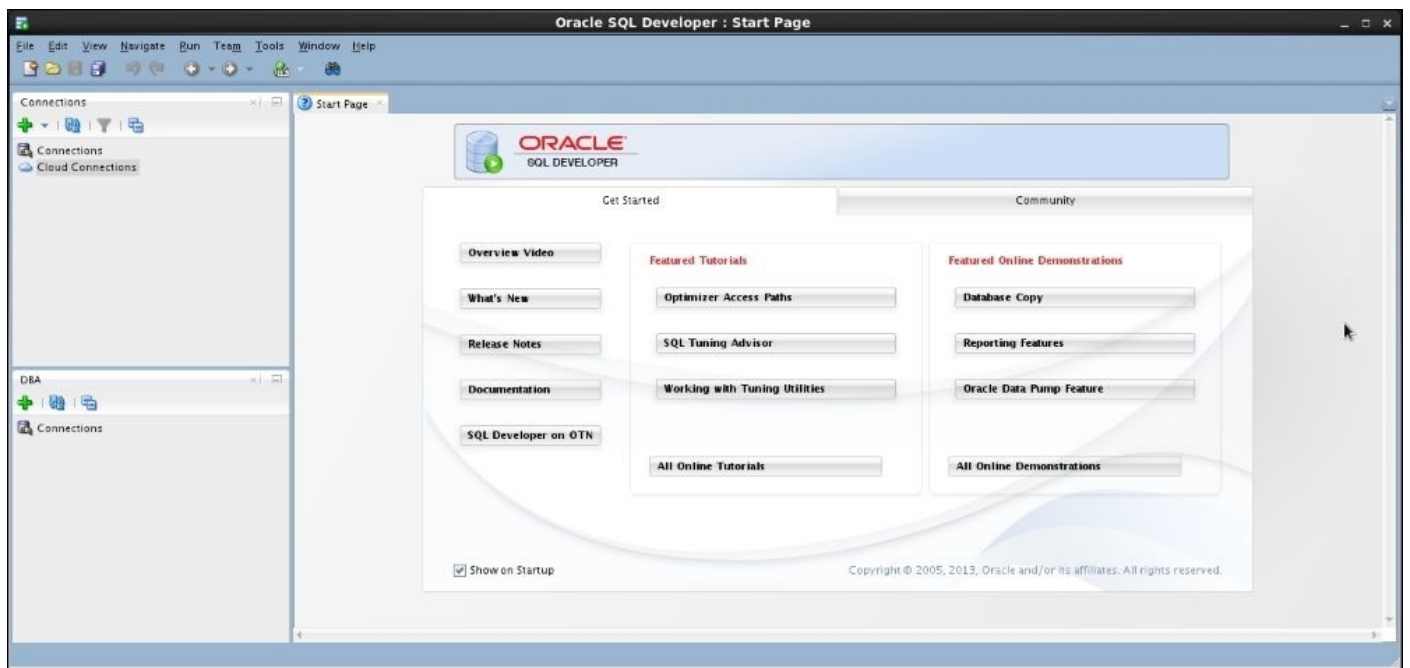 Oracle SQL Developer : Start Page
File Edit View Navigate Run Team Tools Window Help
Connections
Connections
Cloud Connections
DBA
Connections
Start Page
ORACLE
SQL DEVELOPER
Get Started
Community
Overview Video
What's New
Release Notes
Documentation
SQL Developer on OTN
Featured Tutorials
Optimizer Access Paths
SQL Tuning Advisor
Working with Tuning Utilities
All Online Tutorials
Featured Online Demonstrations
Database Copy
Reporting Features
Oracle Data Pump Feature
All Online Demonstrations
Show on Startup
Copyright © 2005, 2013, Oracle and/or its affiliates. All rights reserved.